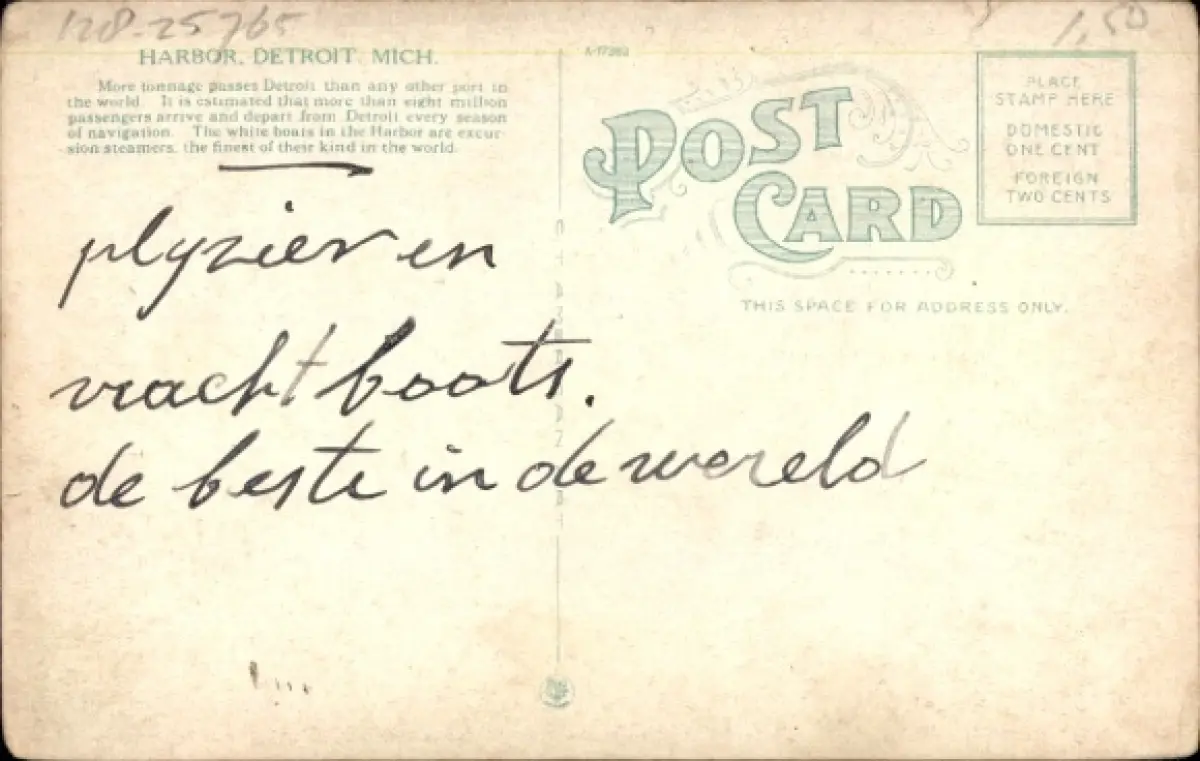 128-25765
1,50
HARBOR, DETROIT, MICH.
More tonnage passes Detroit than any other port in
the world. It is estimated that more than eight million
passengers arrive and depart from Detroit every season
of navigation. The white boats in the Harbor are excur-
sion steamers, the finest of their kind in the world.
plyzier en
vracht boots.
de beste in de wereld
POST
CARD
THIS SPACE FOR ADDRESS ONLY.
PLACE
STAMP HERE
DOMESTIC
ONE CENT
FOREIGN
TWO CENTS